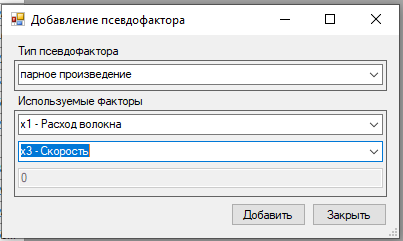 Добавление псевдофактора
Тип псевдофактора
парное произведение
Используемые факторы
x1 - Расход волокна
x3 - Скорость
0
Добавить
Закрыть